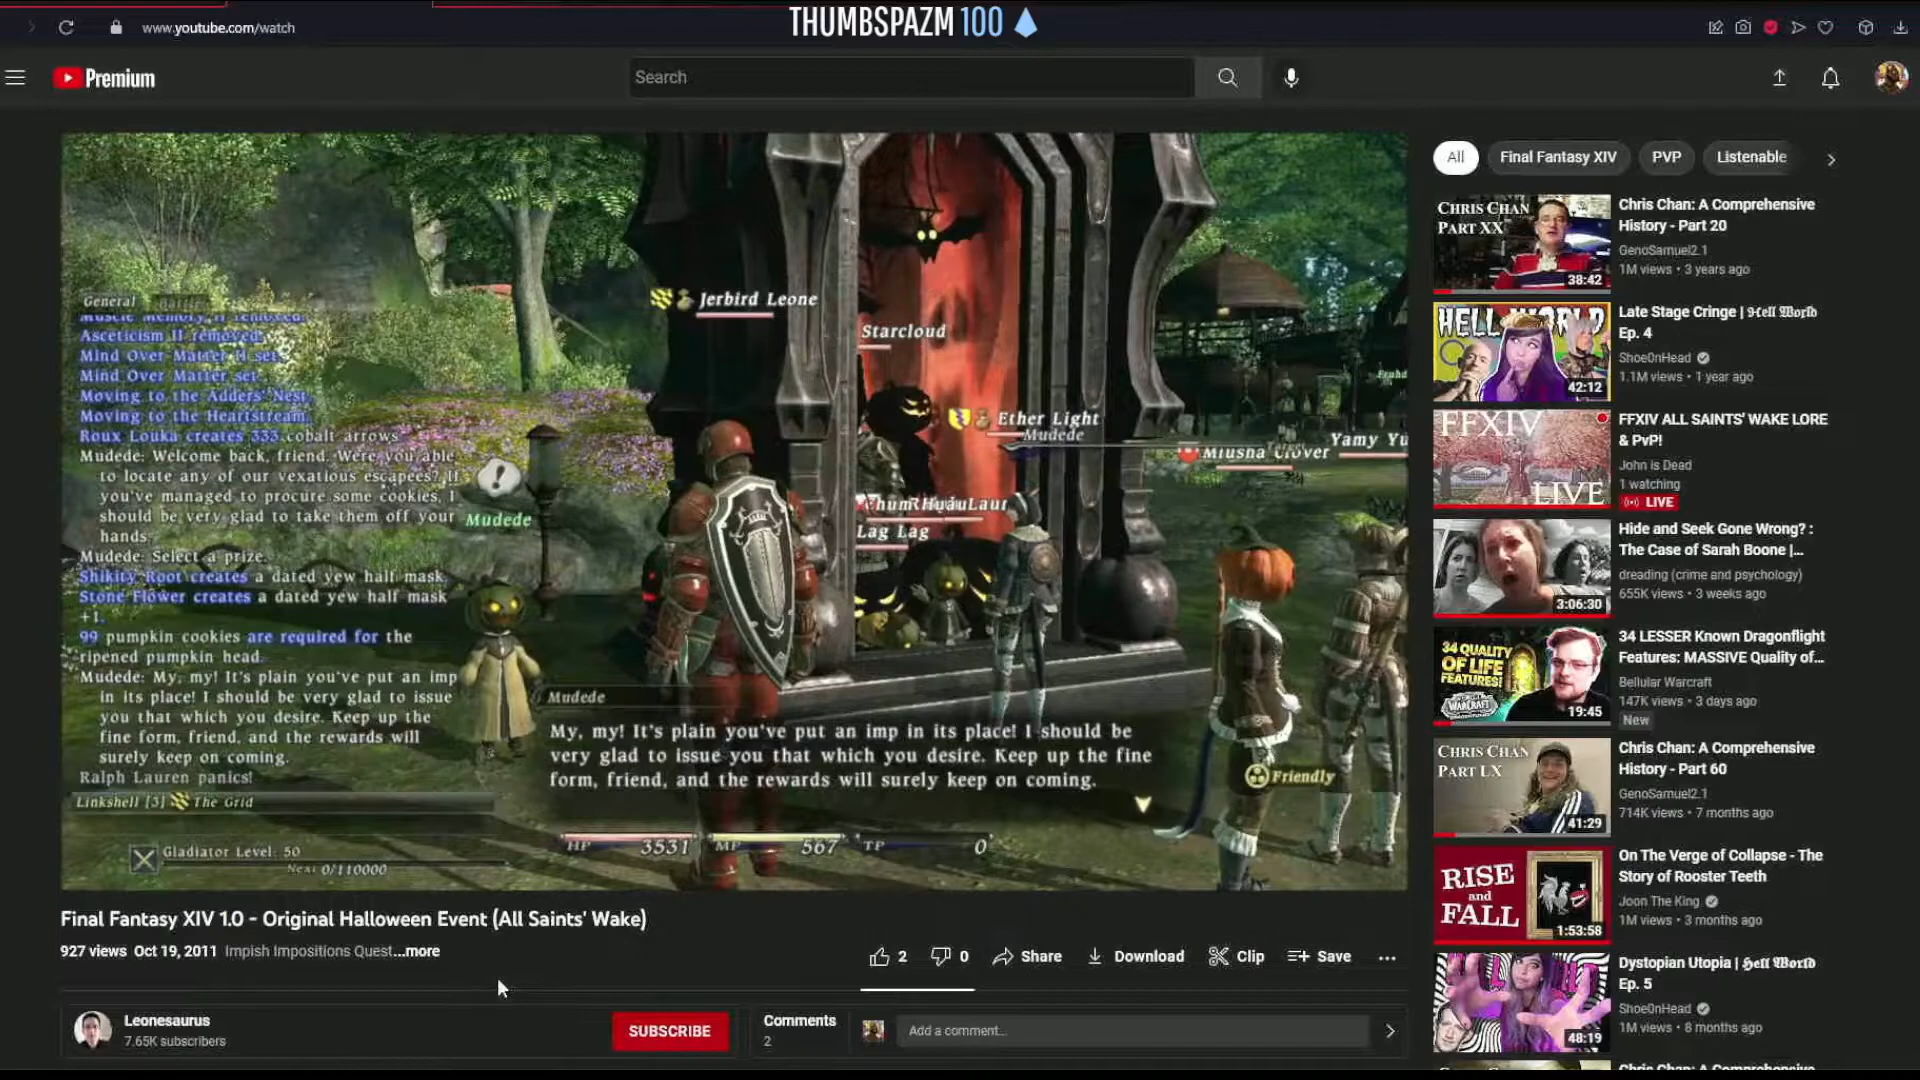 www.youtube.com/watch
THUMBSPAZM 100
Premium
Search
General
Muscle Memory II removed.
Asceticism II removed.
Mind Over Matter II set.
Mind Over Matter set.
Moving to the Adders' Nest.
Moving to the Heartstream.
Roux Louka creates 333 cobalt arrows
Mudede: Welcome back, friend. Were you able
to locate any of our vexatious escapees? If
you've managed to procure some cookies, I
should be very glad to take them off your
hands.
Mudede: Select a prize.
Shikity Root creates a dated yew half mask.
Stone Flower creates a dated yew half mask
+1.
99 pumpkin cookies are required for the
ripened pumpkin head.
Mudede: My, my! It's plain you've put an imp
in its place! I should be very glad to issue
you that which you desire. Keep up the
fine form, friend, and the rewards will
surely keep on coming.
Ralph Lauren panics!
Linkshell [3] The Grid
Gladiator Level: 50
Next 0/110000
Mudede
Jerbird Leone
Starcloud
Ether Light
Mudede
Miusha Clover
Yamy Yu
Lag Lag
Friendly
Mudede
My, my! It's plain you've put an imp in its place! I should be
very glad to issue you that which you desire. Keep up the fine
form, friend, and the rewards will surely keep on coming.
HP 3531 MP 567 TP 0
Final Fantasy XIV 1.0 - Original Halloween Event (All Saints' Wake)
927 views Oct 19, 2011 Impish Impositions Quest...more
2 0 Share Download Clip Save
Leonesaurus
7.65K subscribers
SUBSCRIBE
Comments
2
Add a comment...
All Final Fantasy XIV PVP Listenable
CHRIS CHAN
PART XX
38:42
Chris Chan: A Comprehensive
History - Part 20
GenoSamuel2.1
1M views • 3 years ago
HELL WORLD
42:12
Late Stage Cringe | 𝕳𝖊𝖑𝖑 𝖂𝖔𝖗𝖑𝖉
Ep. 4
Shoe0nHead
1.1M views • 1 year ago
FFXIV
LIVE
FFXIV ALL SAINTS' WAKE LORE
& PvP!
John is Dead
1 watching
LIVE
3:06:30
Hide and Seek Gone Wrong? :
The Case of Sarah Boone |...
dreading (crime and psychology)
655K views • 3 weeks ago
34 QUALITY
OF LIFE
FEATURES!
WARCRAFT
19:45
34 LESSER Known Dragonflight
Features: MASSIVE Quality of...
Bellular Warcraft
147K views • 3 days ago
New
CHRIS CHAN
PART LX
41:29
Chris Chan: A Comprehensive
History - Part 60
GenoSamuel2.1
714K views • 7 months ago
RISE
and
FALL
1:53:58
On The Verge of Collapse - The
Story of Rooster Teeth
Joon The King
1M views • 3 months ago
48:19
Dystopian Utopia | 𝕳𝖊𝖑𝖑 𝖂𝖔𝖗𝖑𝖉
Ep. 5
Shoe0nHead
1M views • 8 months ago
Chris Chan: A Comprehensive